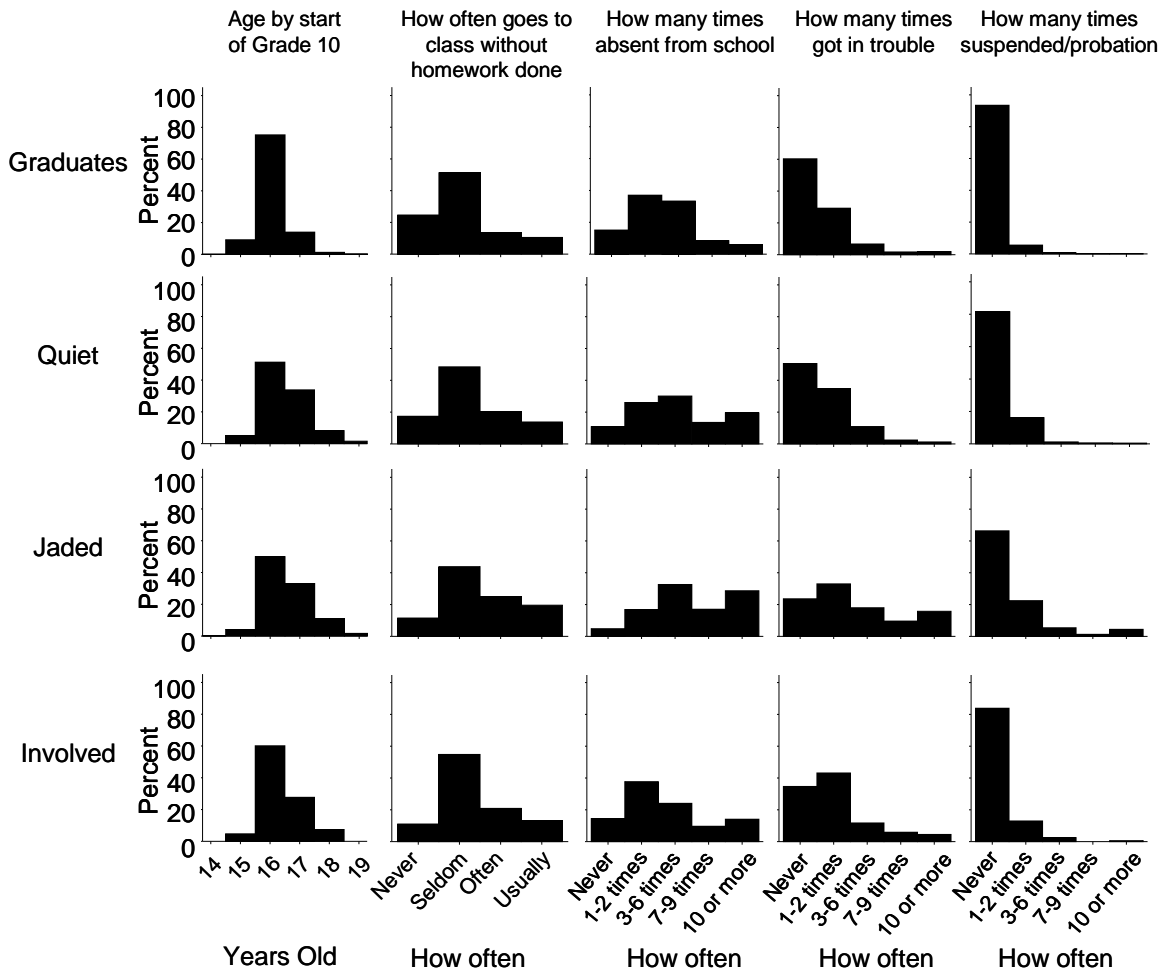 Age by start
of Grade 10
How often goes to
class without
homework done
How many times
absent from school
How many times
got in trouble
How many times
suspended/probation
Graduates
Percent
100
80
60
40
20
0
Quiet
Percent
100
80
60
40
20
0
Jaded
Percent
100
80
60
40
20
0
Involved
Percent
100
80
60
40
20
0
14 15 16 17 18 19
Never Seldom Often Usually
Never 1-2 times 3-6 times 7-9 times 10 or more
Never 1-2 times 3-6 times 7-9 times 10 or more
Never 1-2 times 3-6 times 7-9 times 10 or more
Years Old
How often
How often
How often
How often